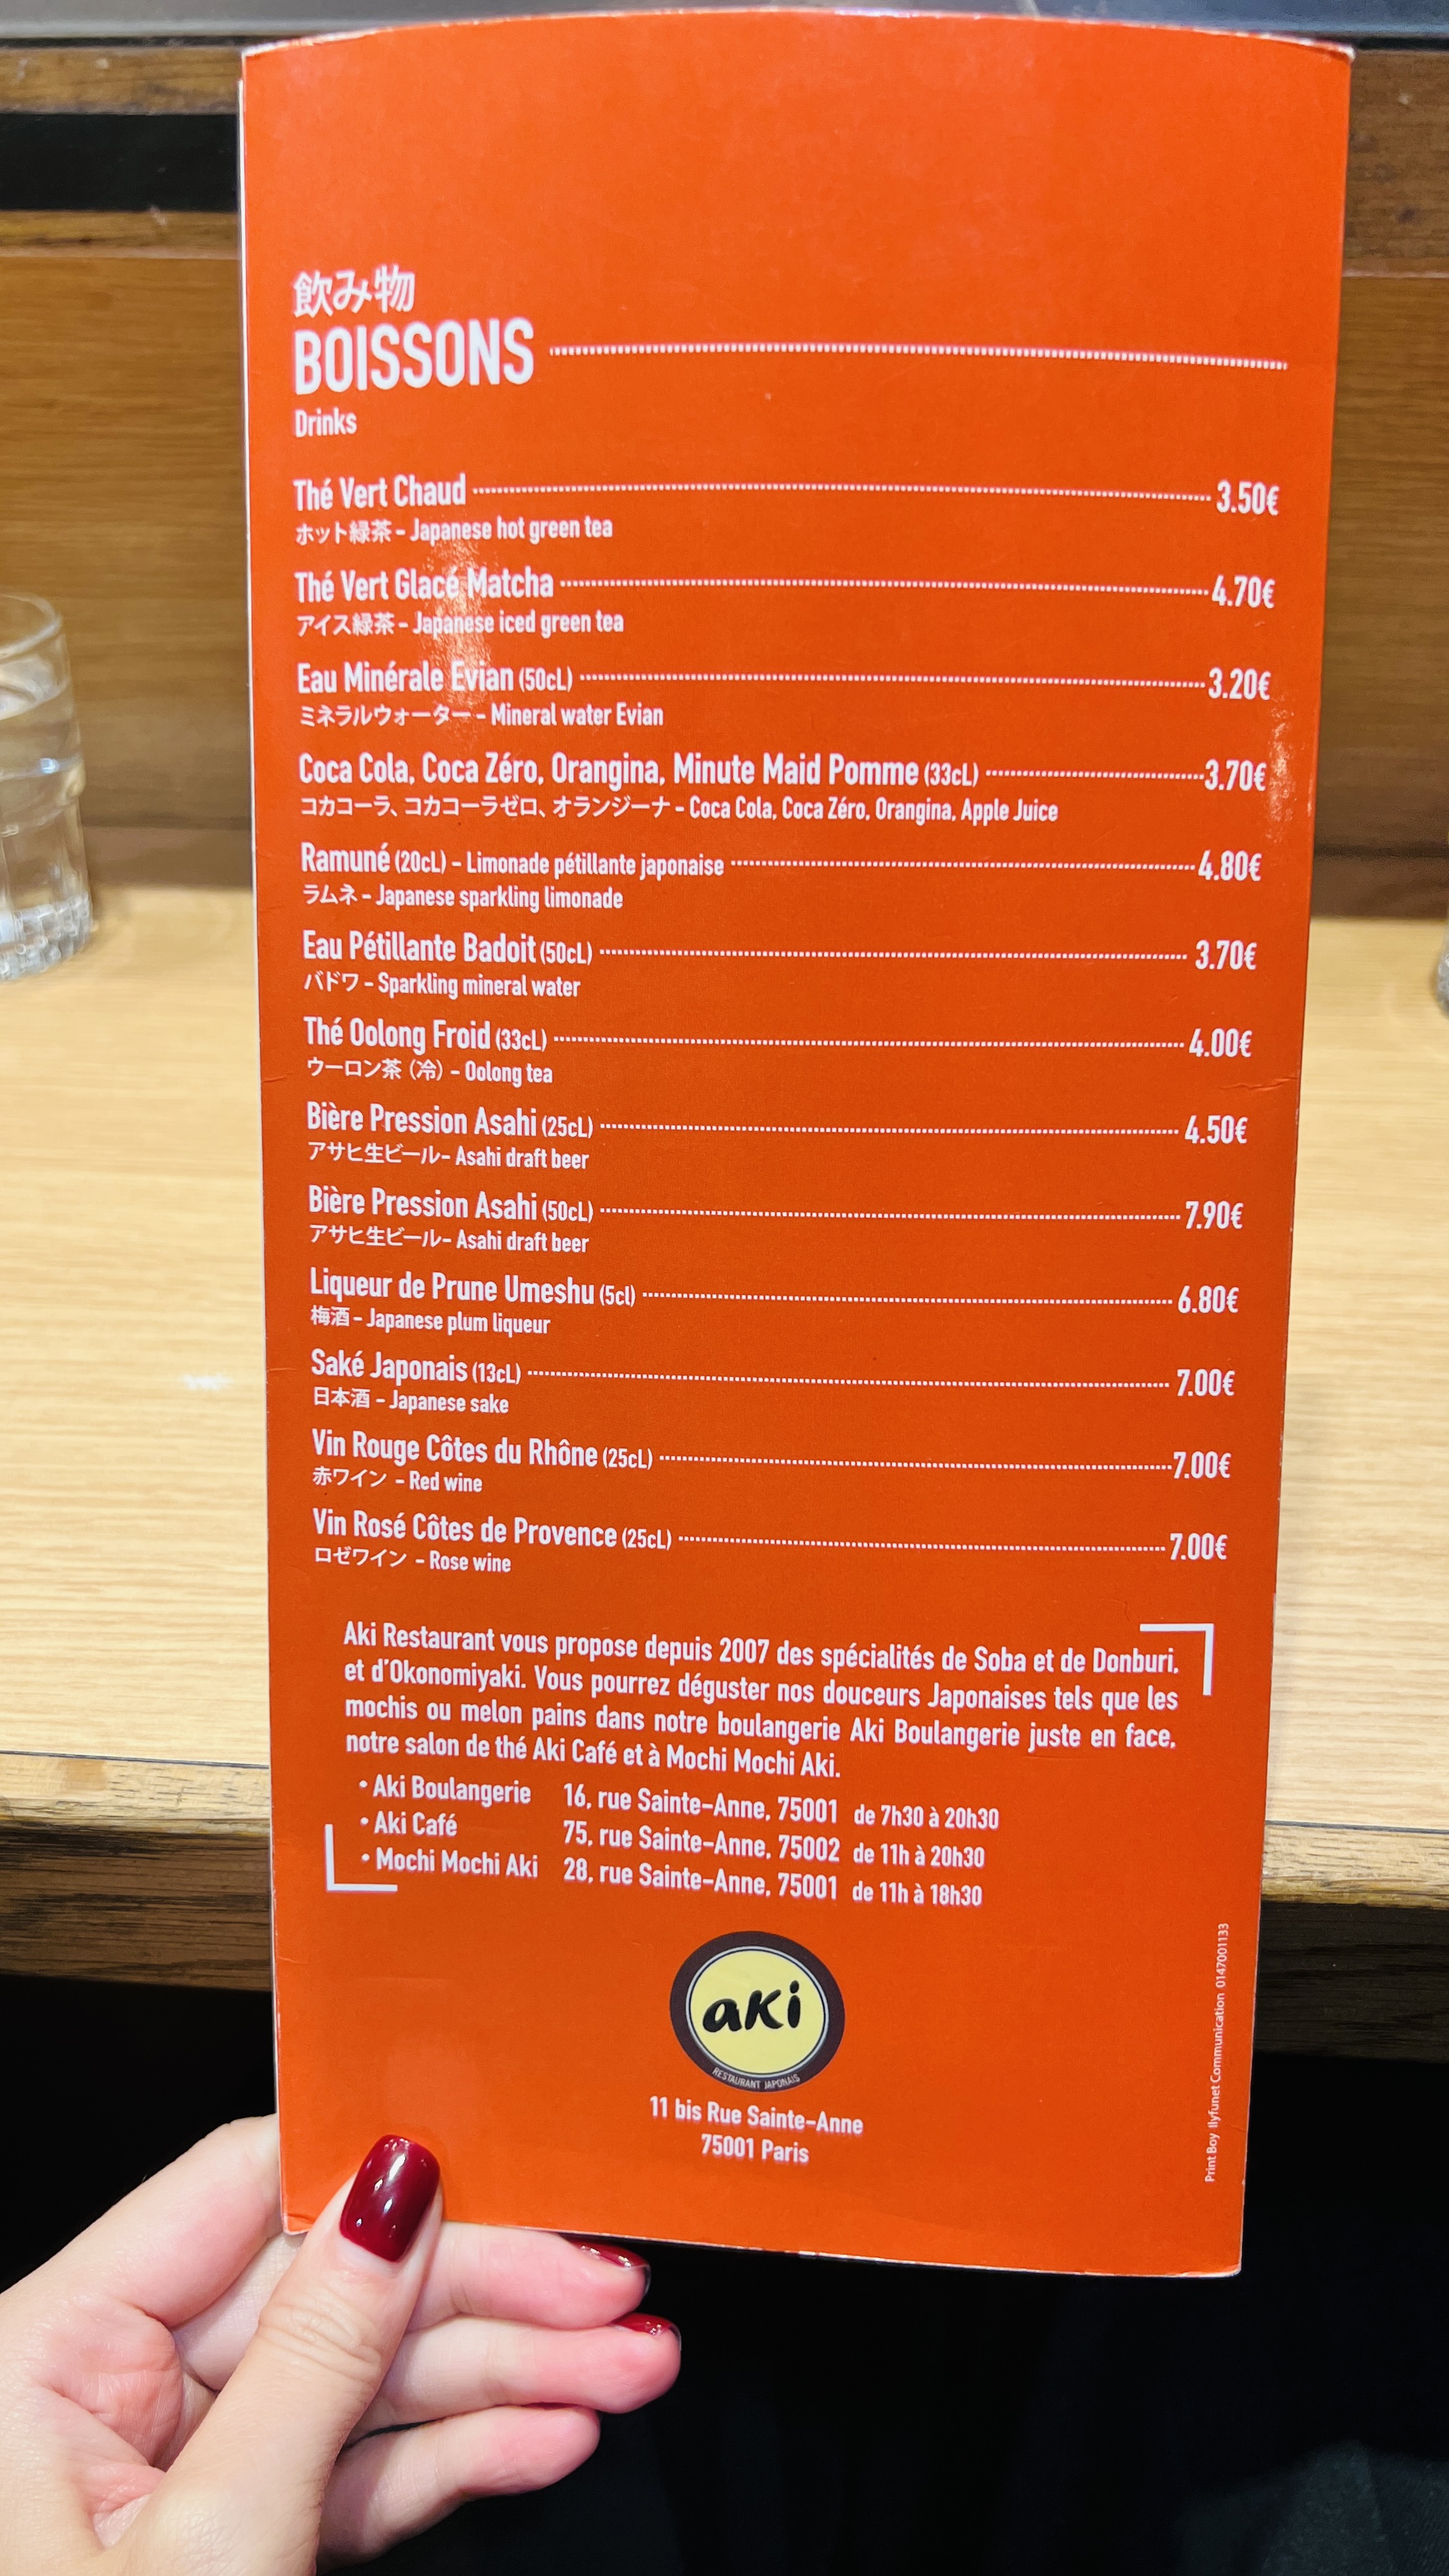 飲み物
BOISSONS
Drinks
Thé Vert Chaud 3.50€
ホット緑茶 - Japanese hot green tea
Thé Vert Glacé Matcha 4.70€
アイス緑茶 - Japanese iced green tea
Eau Minérale Evian (50cL) 3.20€
ミネラルウォーター - Mineral water Evian
Coca Cola, Coca Zéro, Orangina, Minute Maid Pomme (33cL) 3.70€
コカコーラ、コカコーラゼロ、オランジーナ - Coca Cola, Coca Zéro, Orangina, Apple Juice
Ramuné (20cL) - Limonade pétillante japonaise 4.80€
ラムネ - Japanese sparkling limonade
Eau Pétillante Badoit (50cL) 3.70€
バドワ - Sparkling mineral water
Thé Oolong Froid (33cL) 4.00€
ウーロン茶（冷） - Oolong tea
Bière Pression Asahi (25cL) 4.50€
アサヒ生ビール- Asahi draft beer
Bière Pression Asahi (50cL) 7.90€
アサヒ生ビール- Asahi draft beer
Liqueur de Prune Umeshu (5cl) 6.80€
梅酒 - Japanese plum liqueur
Saké Japonais (13cL) 7.00€
日本酒 - Japanese sake
Vin Rouge Côtes du Rhône (25cL) 7.00€
赤ワイン - Red wine
Vin Rosé Côtes de Provence (25cL) 7.00€
ロゼワイン - Rose wine
Aki Restaurant vous propose depuis 2007 des spécialités de Soba et de Donburi,
et d'Okonomiyaki. Vous pourrez déguster nos douceurs Japonaises tels que les
mochis ou melon pains dans notre boulangerie Aki Boulangerie juste en face,
notre salon de thé Aki Café et à Mochi Mochi Aki.
• Aki Boulangerie 16, rue Sainte-Anne, 75001 de 7h30 à 20h30
• Aki Café 75, rue Sainte-Anne, 75002 de 11h à 20h30
• Mochi Mochi Aki 28, rue Sainte-Anne, 75001 de 11h à 18h30
aki
RESTAURANT JAPONAIS
11 bis Rue Sainte-Anne
75001 Paris
Print Boy Ilyfunet Communication 0147001133